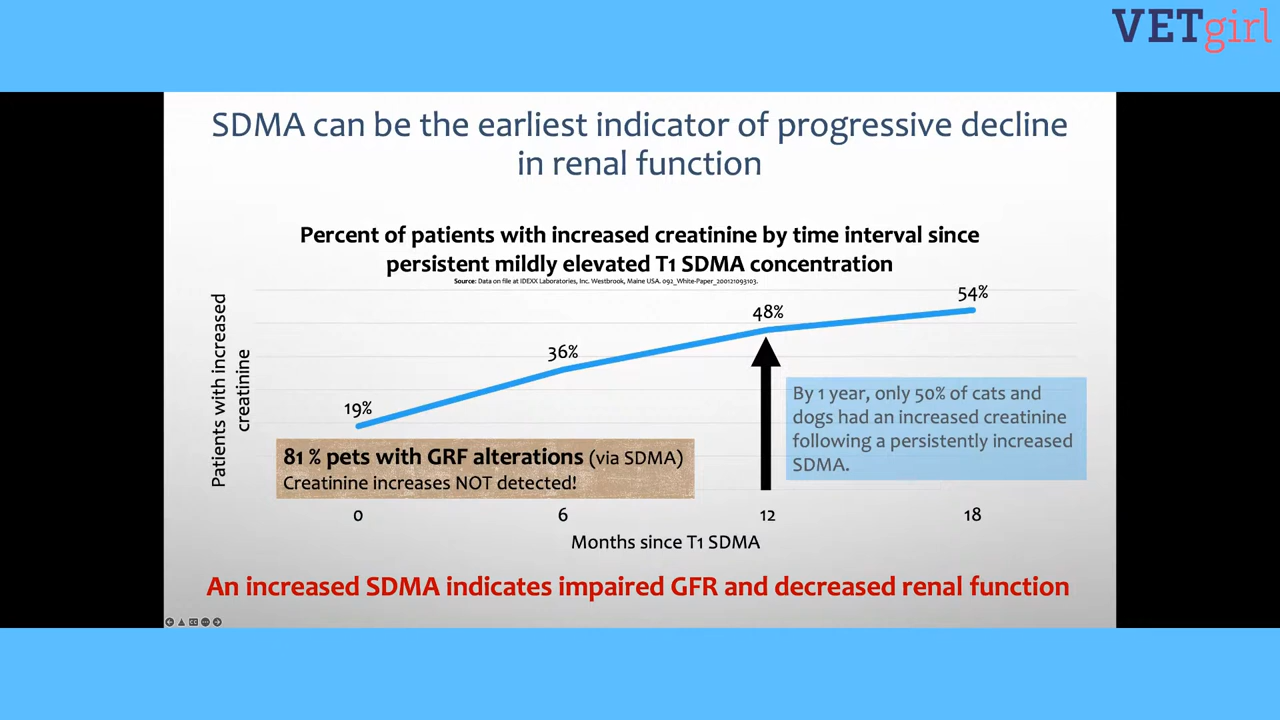 VETgirl
SDMA can be the earliest indicator of progressive decline
in renal function
Percent of patients with increased creatinine by time interval since
persistent mildly elevated T1 SDMA concentration
Source: Data on file at IDEXX Laboratories, Inc. Westbrook, Maine USA. 092_White-Paper_200121093103.
Patients with increased
creatinine
19%
36%
48%
54%
By 1 year, only 50% of cats and
dogs had an increased creatinine
following a persistently increased
SDMA.
81 % pets with GRF alterations (via SDMA)
Creatinine increases NOT detected!
0 6 12 18
Months since T1 SDMA
An increased SDMA indicates impaired GFR and decreased renal function